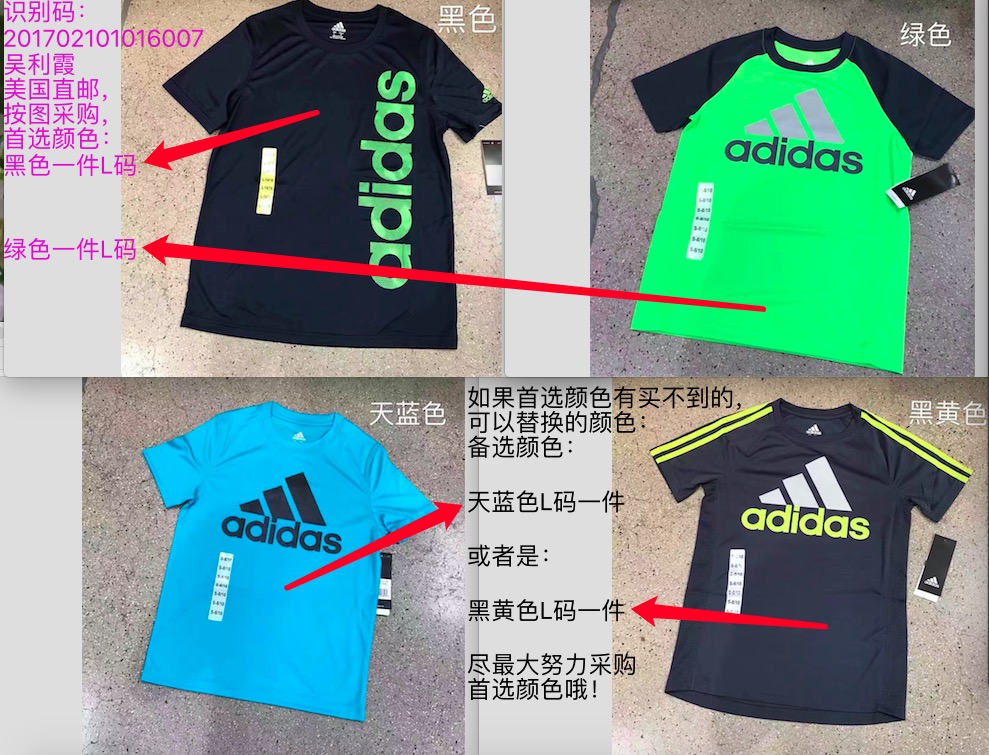 识别码：
201702101016007
吴利霞
美国直邮，
按图采购，
首选颜色：
黑色一件L码
绿色一件L码
黑色
adidas
adidas
绿色
adidas
天蓝色
adidas
如果首选颜色有买不到的，
可以替换的颜色：
备选颜色：
天蓝色L码一件
或者是：
黑黄色L码一件
尽最大努力采购
首选颜色哦！
黑黄色
adidas